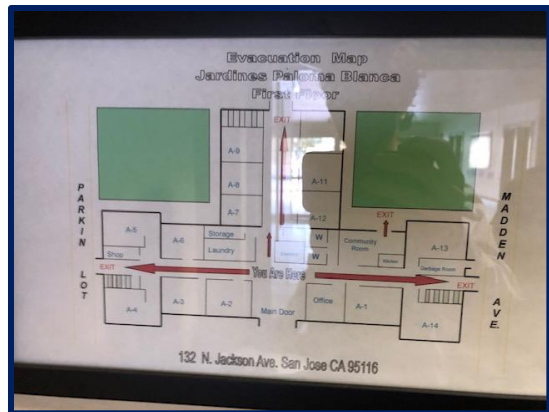 Evacuation Map
Jardines Paloma Blanca
First Floor
EXIT
A-9
A-8
A-7
A-11
A-12
EXIT
PARKIN LOT
MADDEN AVE.
A-5
A-6
Storage
Laundry
W
W
Community Room
Kitchen
A-13
Garbage Room
Shop
EXIT
You Are Here
EXIT
A-4
A-3
A-2
Main Door
Office
A-1
A-14
132 N. Jackson Ave. San Jose CA 95116